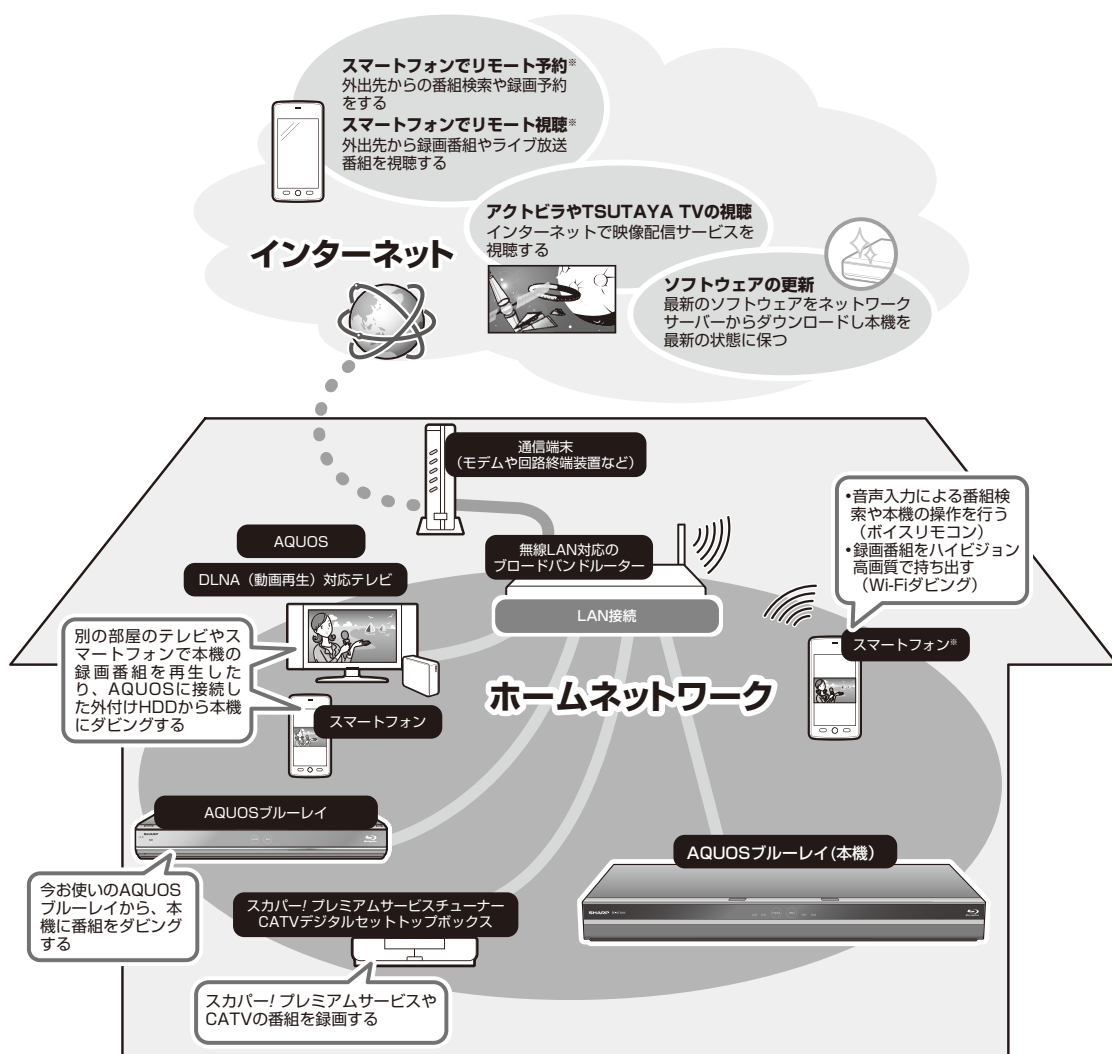 スマートフォンでリモート予約※
外出先からの番組検索や録画予約
をする
スマートフォンでリモート視聴※
外出先から録画番組やライブ放送
番組を視聴する
アクトビラやTSUTAYA TVの視聴
インターネットで映像配信サービスを
視聴する
インターネット
ソフトウェアの更新
最新のソフトウェアをネットワーク
サーバーからダウンロードし本機を
最新の状態に保つ
通信端末
（モデムや回路終端装置など）
•音声入力による番組検
索や本機の操作を行う
（ボイスリモコン）
•録画番組をハイビジョン
高画質で持ち出す
（Wi-Fiダビング）
AQUOS
無線LAN対応の
ブロードバンドルーター
DLNA（動画再生）対応テレビ
LAN接続
別の部屋のテレビやス
マートフォンで本機の
録画番組を再生した
り、AQUOSに接続し
た外付けHDDから本機
にダビングする
スマートフォン※
ホームネットワーク
スマートフォン
AQUOSブルーレイ
SHARP
AQUOSブルーレイ(本機）
SHARP
今お使いのAQUOS
ブルーレイから、本
機に番組をダビング
する
スカパー! プレミアムサービスチューナー
CATVデジタルセットトップボックス
スカパー! プレミアムサービスや
CATVの番組を録画する